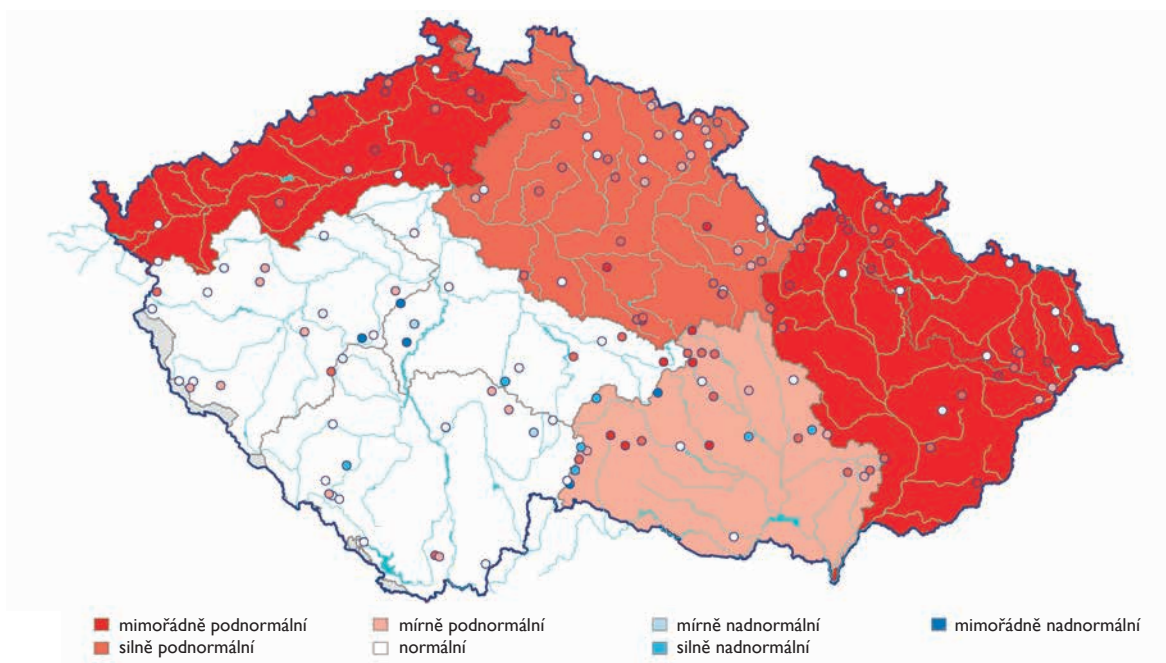 mimořádně podnormální
mírně podnormální
mírně nadnormální
mimořádně nadnormální
silně podnormální
normální
silně nadnormální